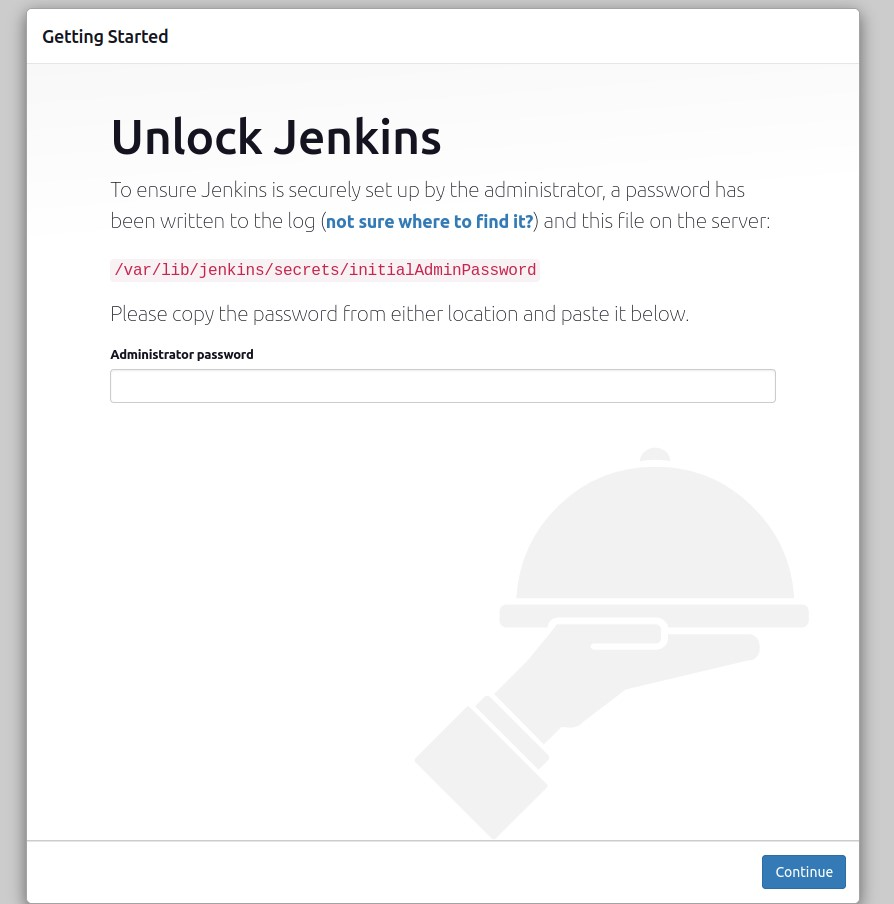 Getting Started
Unlock Jenkins
To ensure Jenkins is securely set up by the administrator, a password has
been written to the log (not sure where to find it?) and this file on the server:
/var/lib/jenkins/secrets/initialAdminPassword
Please copy the password from either location and paste it below.
Administrator password
Continue